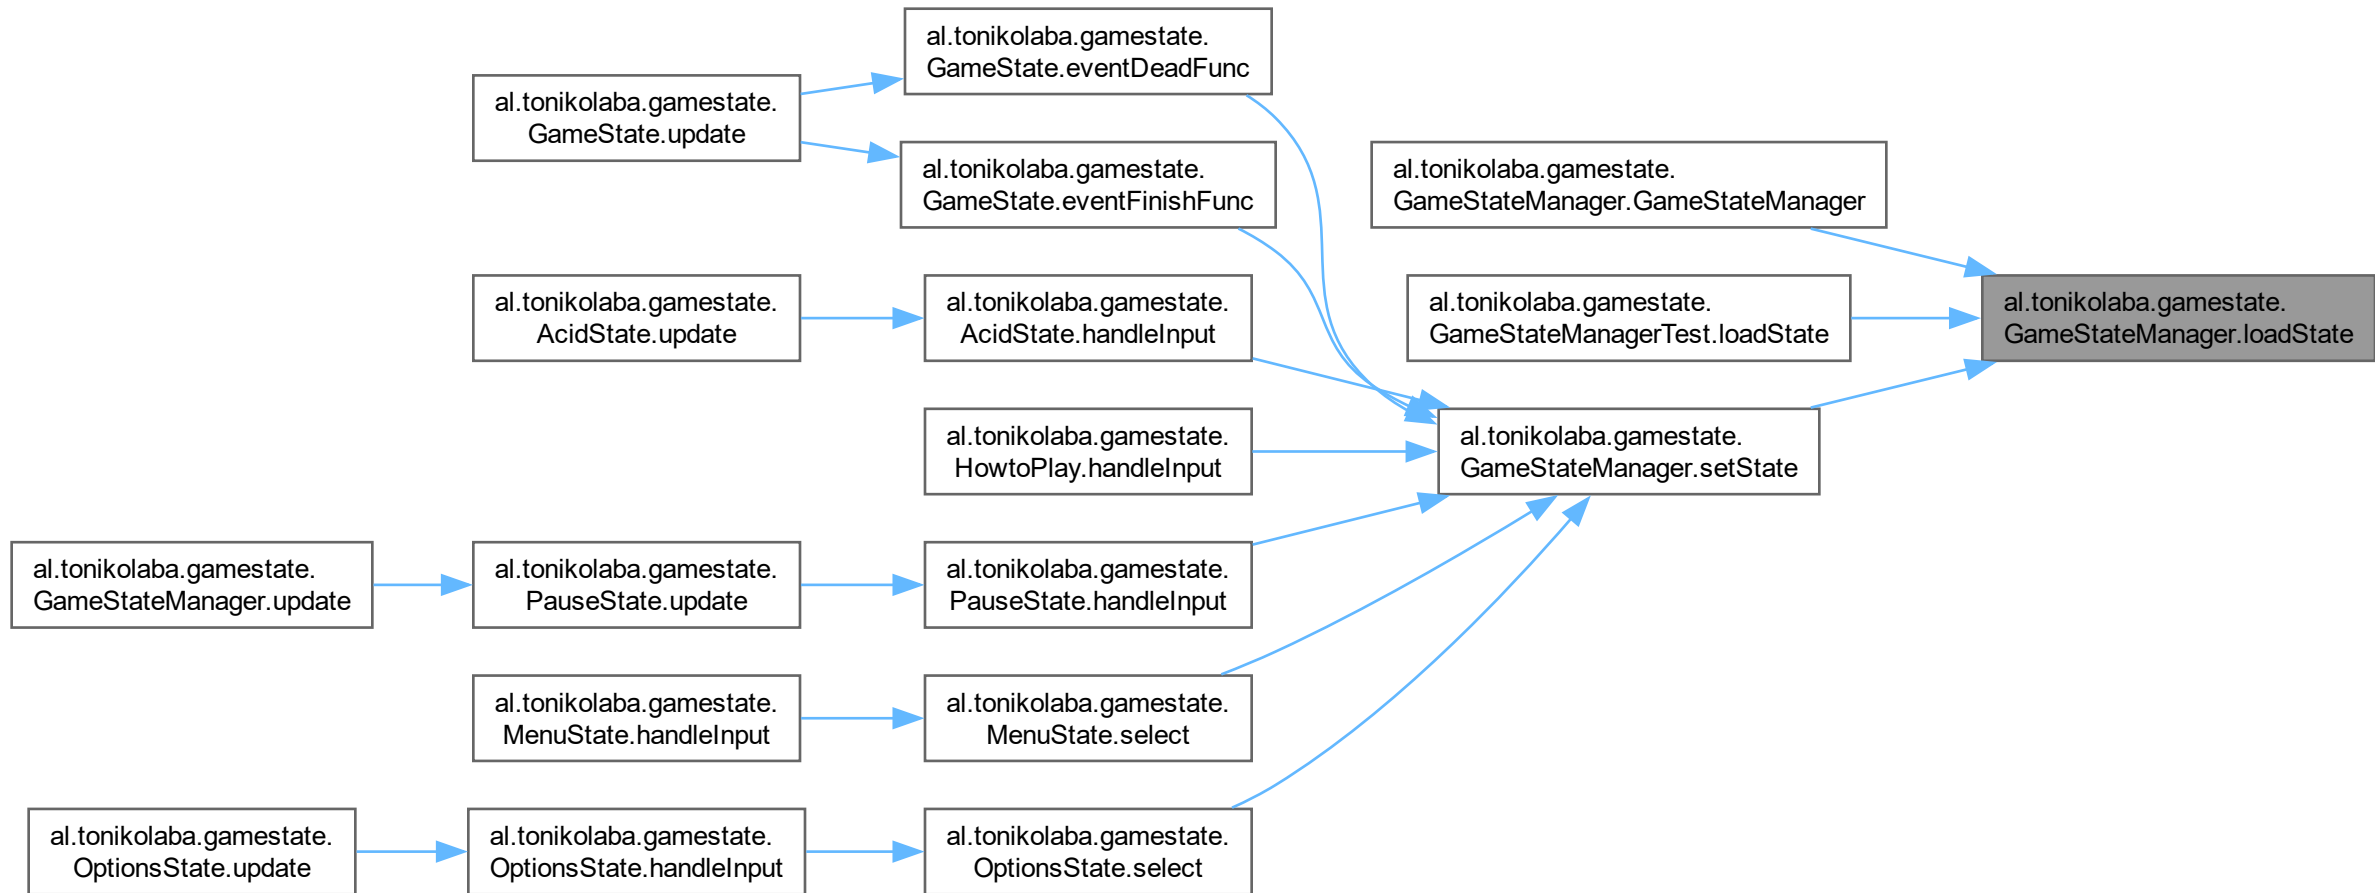 al.tonikolaba.gamestate.
GameState.eventDeadFunc
al.tonikolaba.gamestate.
GameState.update
al.tonikolaba.gamestate.
GameState.eventFinishFunc
al.tonikolaba.gamestate.
GameStateManager.GameStateManager
al.tonikolaba.gamestate.
AcidState.update
al.tonikolaba.gamestate.
AcidState.handleInput
al.tonikolaba.gamestate.
GameStateManagerTest.loadState
al.tonikolaba.gamestate.
GameStateManager.loadState
al.tonikolaba.gamestate.
HowtoPlay.handleInput
al.tonikolaba.gamestate.
GameStateManager.setState
al.tonikolaba.gamestate.
GameStateManager.update
al.tonikolaba.gamestate.
PauseState.update
al.tonikolaba.gamestate.
PauseState.handleInput
al.tonikolaba.gamestate.
MenuState.handleInput
al.tonikolaba.gamestate.
MenuState.select
al.tonikolaba.gamestate.
OptionsState.update
al.tonikolaba.gamestate.
OptionsState.handleInput
al.tonikolaba.gamestate.
OptionsState.select